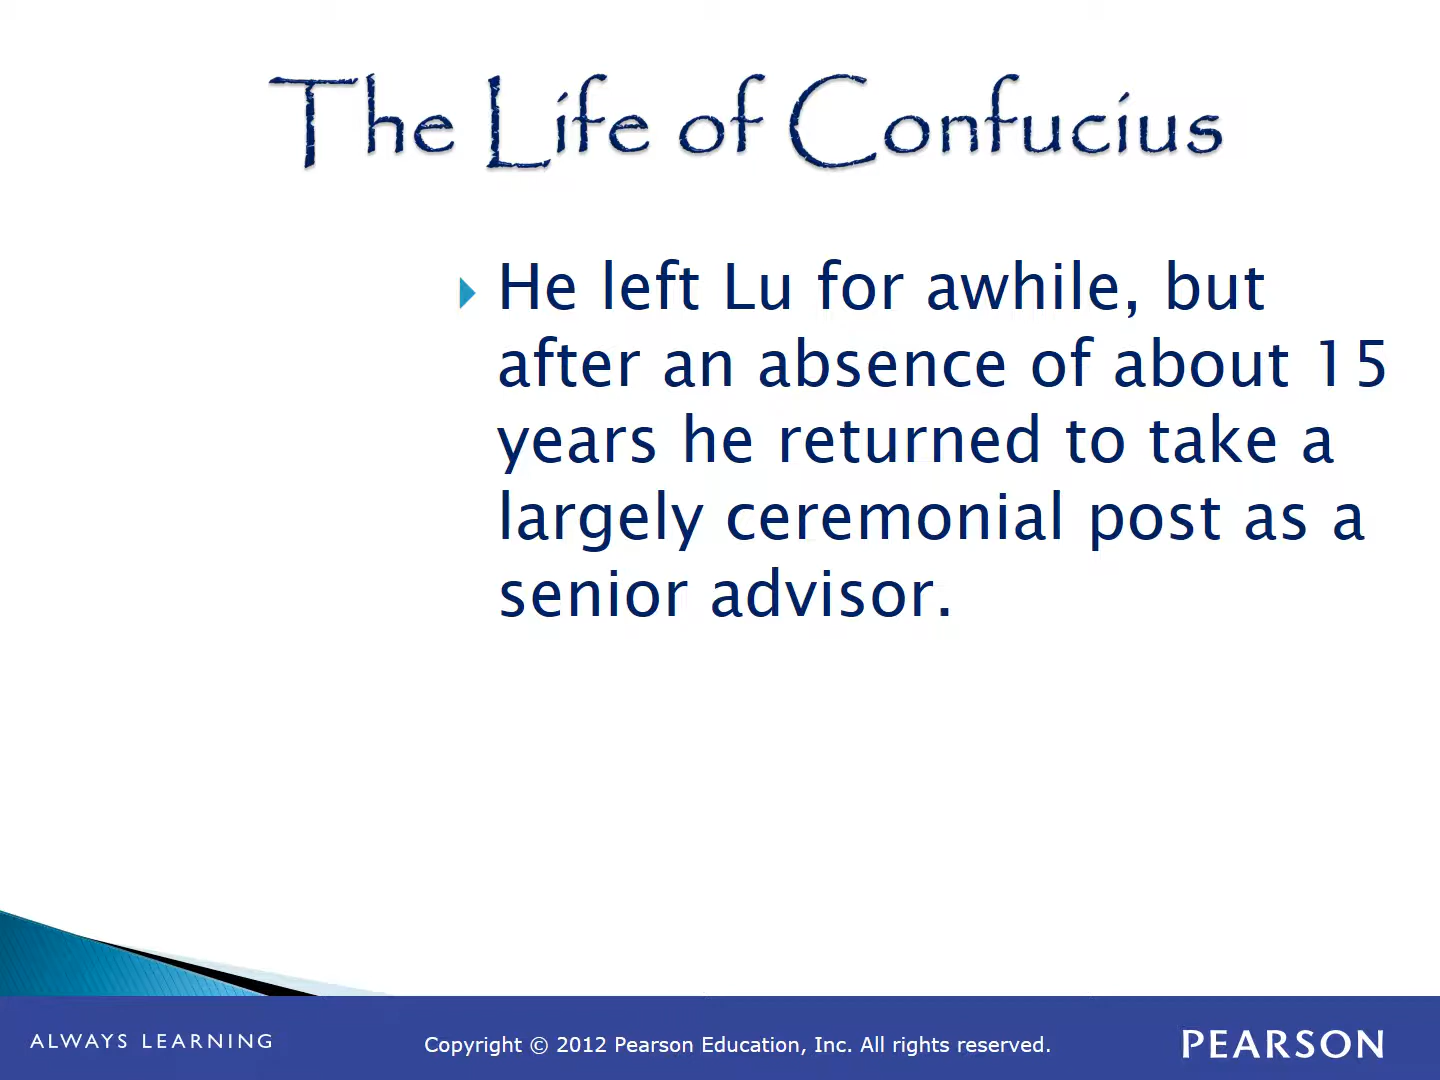 The Life of Confucius
He left Lu for awhile, but
after an absence of about 15
years he returned to take a
largely ceremonial post as a
senior advisor.
ALWAYS LEARNING
Copyright © 2012 Pearson Education, Inc. All rights reserved.
PEARSON